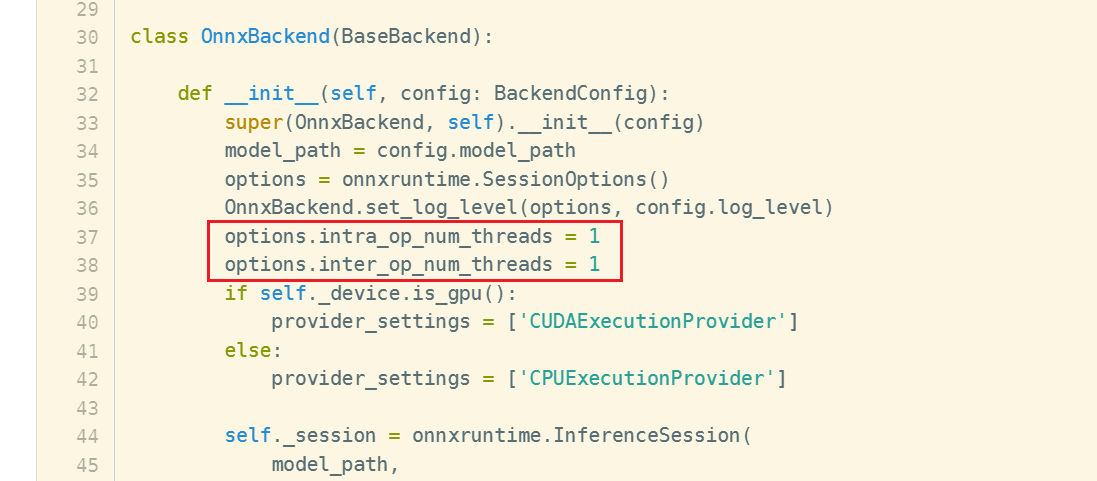 29
30 class OnnxBackend(BaseBackend):
31
32     def __init__(self, config: BackendConfig):
33         super(OnnxBackend, self).__init__(config)
34         model_path = config.model_path
35         options = onnxruntime.SessionOptions()
36         OnnxBackend.set_log_level(options, config.log_level)
37         options.intra_op_num_threads = 1
38         options.inter_op_num_threads = 1
39         if self._device.is_gpu():
40             provider_settings = ['CUDAExecutionProvider']
41         else:
42             provider_settings = ['CPUExecutionProvider']
43
44         self._session = onnxruntime.InferenceSession(
45             model_path,